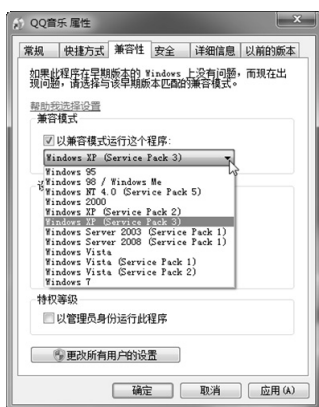 QQ音乐 属性
常规 快捷方式 兼容性 安全 详细信息 以前的版本
如果此程序在早期版本的 Windows 上没有问题，而现在出
现问题，请选择与该早期版本匹配的兼容模式。
帮助我选择设置
兼容模式
以兼容模式运行这个程序:
Windows XP (Service Pack 3)
Windows 95
Windows 98 / Windows Me
Windows NT 4.0 (Service Pack 5)
Windows 2000
Windows XP (Service Pack 2)
Windows XP (Service Pack 3)
Windows Server 2003 (Service Pack 1)
Windows Server 2008 (Service Pack 1)
Windows Vista
Windows Vista (Service Pack 1)
Windows Vista (Service Pack 2)
Windows 7
特权等级
以管理员身份运行此程序
更改所有用户的设置
确定 取消 应用(A)